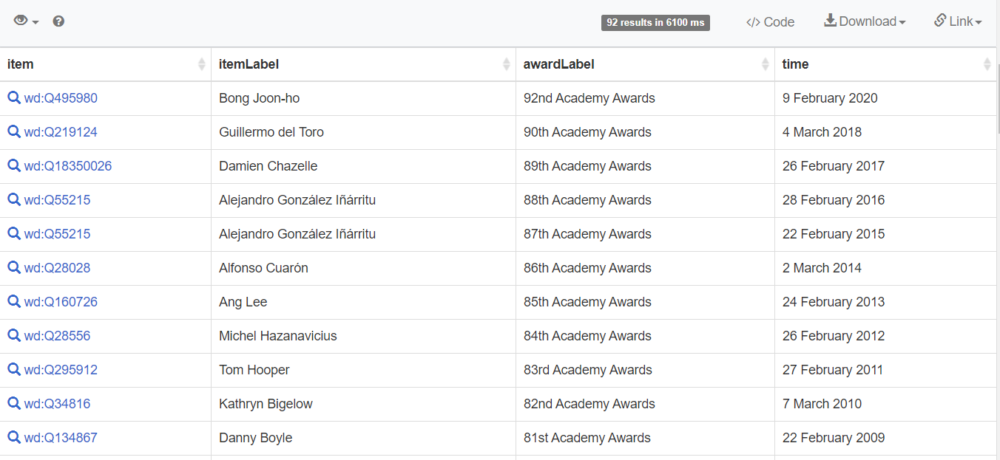 92 results in 6100 ms </> Code Download Link
item itemLabel awardLabel time
wd:Q495980 Bong Joon-ho 92nd Academy Awards 9 February 2020
wd:Q219124 Guillermo del Toro 90th Academy Awards 4 March 2018
wd:Q18350026 Damien Chazelle 89th Academy Awards 26 February 2017
wd:Q55215 Alejandro González Iñárritu 88th Academy Awards 28 February 2016
wd:Q55215 Alejandro González Iñárritu 87th Academy Awards 22 February 2015
wd:Q28028 Alfonso Cuarón 86th Academy Awards 2 March 2014
wd:Q160726 Ang Lee 85th Academy Awards 24 February 2013
wd:Q28556 Michel Hazanavicius 84th Academy Awards 26 February 2012
wd:Q295912 Tom Hooper 83rd Academy Awards 27 February 2011
wd:Q34816 Kathryn Bigelow 82nd Academy Awards 7 March 2010
wd:Q134867 Danny Boyle 81st Academy Awards 22 February 2009